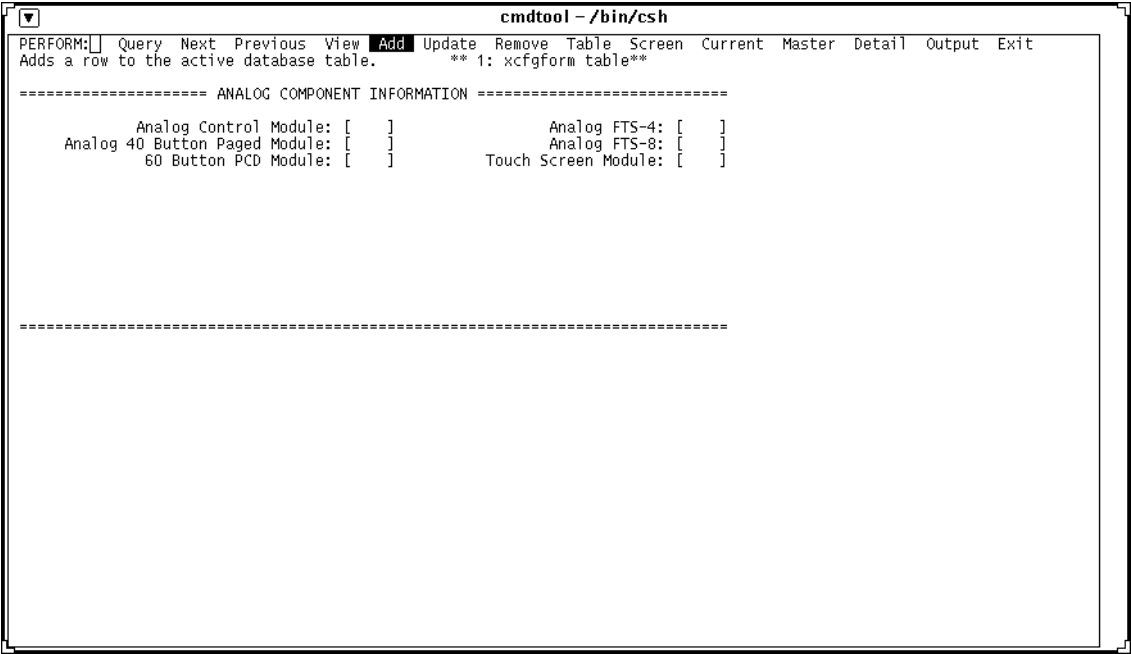 cmdtool – /bin/csh
PERFORM: Query Next Previous View Add Update Remove Table Screen Current Master Detail Output Exit
Adds a row to the active database table. ** 1: xcfgform table**
===================== ANALOG COMPONENT INFORMATION ============================
Analog Control Module: [ ] Analog FTS-4: [ ]
Analog 40 Button Paged Module: [ ] Analog FTS-8: [ ]
60 Button PCD Module: [ ] Touch Screen Module: [ ]
===============================================================================